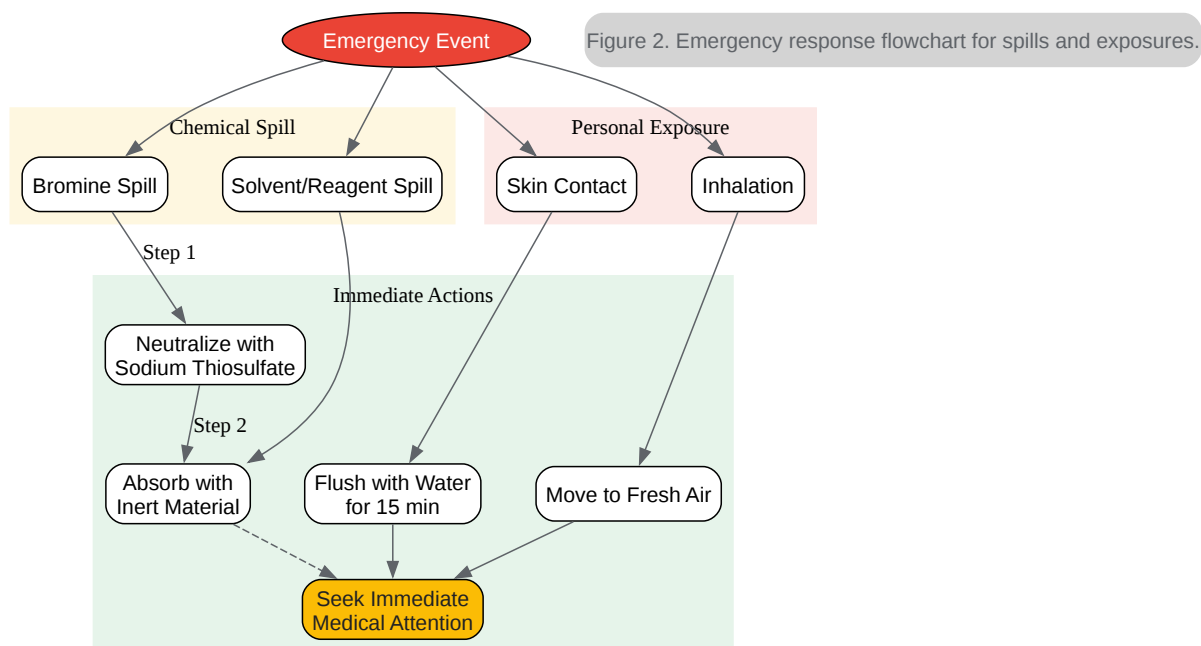 Emergency Event
Figure 2. Emergency response flowchart for spills and exposures.
Chemical Spill
Personal Exposure
Bromine Spill
Solvent/Reagent Spill
Skin Contact
Inhalation
Step 1
Immediate Actions
Neutralize with
Sodium Thiosulfate
Step 2
Absorb with
Inert Material
Flush with Water
for 15 min
Move to Fresh Air
Seek Immediate
Medical Attention